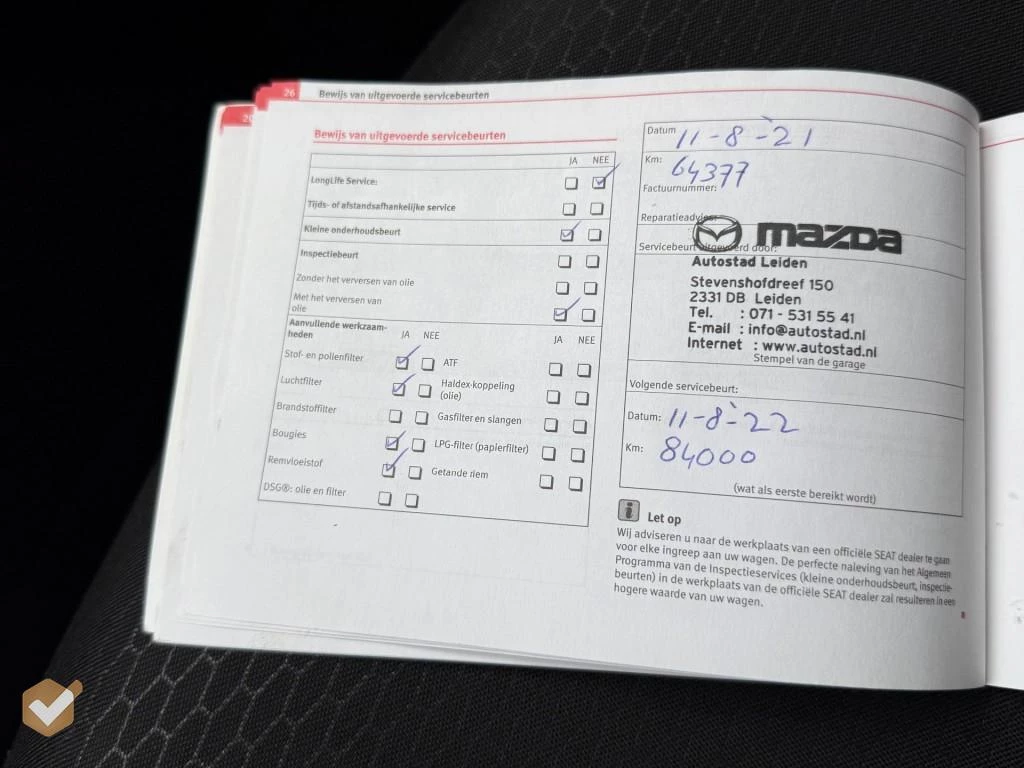 26 Bewijs van uitgevoerde servicebeurten
20
Bewijs van uitgevoerde servicebeurten
JA NEE
LongLife Service:
Tijds- of afstandsafhankelijke service
Kleine onderhoudsbeurt
Inspectiebeurt
Zonder het verversen van olie
Met het verversen van
olie
Aanvullende werkzaam-
heden
JA NEE
JA NEE
Stof- en pollenfilter
ATF
Luchtfilter
Haldex-koppeling
(olie)
Brandstoffilter
Gasfilter en slangen
Bougies
LPG-filter (papierfilter)
Remvloeistof
Getande riem
DSG®: olie en filter
Datum 11-8-21
Km: 64377
Factuurnummer:
Reparatieadvies:
mazda
Servicebeurt uitgevoerd door:
Autostad Leiden
Stevenshofdreef 150
2331 DB Leiden
Tel. : 071 - 531 55 41
E-mail : info@autostad.nl
Internet : www.autostad.nl
Stempel van de garage
Volgende servicebeurt:
Datum: 11-8-22
Km: 84000
(wat als eerste bereikt wordt)
i Let op
Wij adviseren u naar de werkplaats van een officiële SEAT dealer te gaan
voor elke ingreep aan uw wagen. De perfecte naleving van het Algemeen
Programma van de Inspectieservices (kleine onderhoudsbeurt, inspectie-
beurten) in de werkplaats van de officiële SEAT dealer zal resulteren in een
hogere waarde van uw wagen.